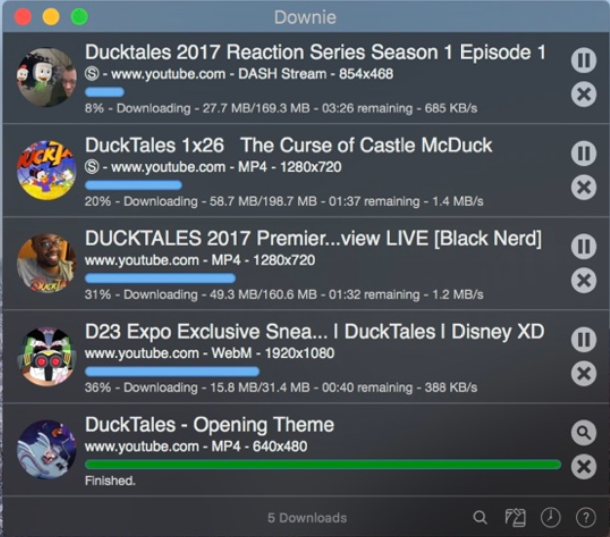 Downie
Ducktales 2017 Reaction Series Season 1 Episode 1
Ⓢ - www.youtube.com - DASH Stream - 854x468
8% - Downloading - 27.7 MB/169.3 MB - 03:26 remaining - 685 KB/s
DuckTales 1x26   The Curse of Castle McDuck
Ⓢ - www.youtube.com - MP4 - 1280x720
20% - Downloading - 58.7 MB/198.7 MB - 01:37 remaining - 1.4 MB/s
DUCKTALES 2017 Premier...view LIVE [Black Nerd]
www.youtube.com - MP4 - 1280x720
31% - Downloading - 49.3 MB/160.6 MB - 01:32 remaining - 1.2 MB/s
D23 Expo Exclusive Snea... | DuckTales | Disney XD
www.youtube.com - WebM - 1920x1080
36% - Downloading - 15.8 MB/31.4 MB - 00:40 remaining - 388 KB/s
DuckTales - Opening Theme
www.youtube.com - MP4 - 640x480
Finished.
5 Downloads